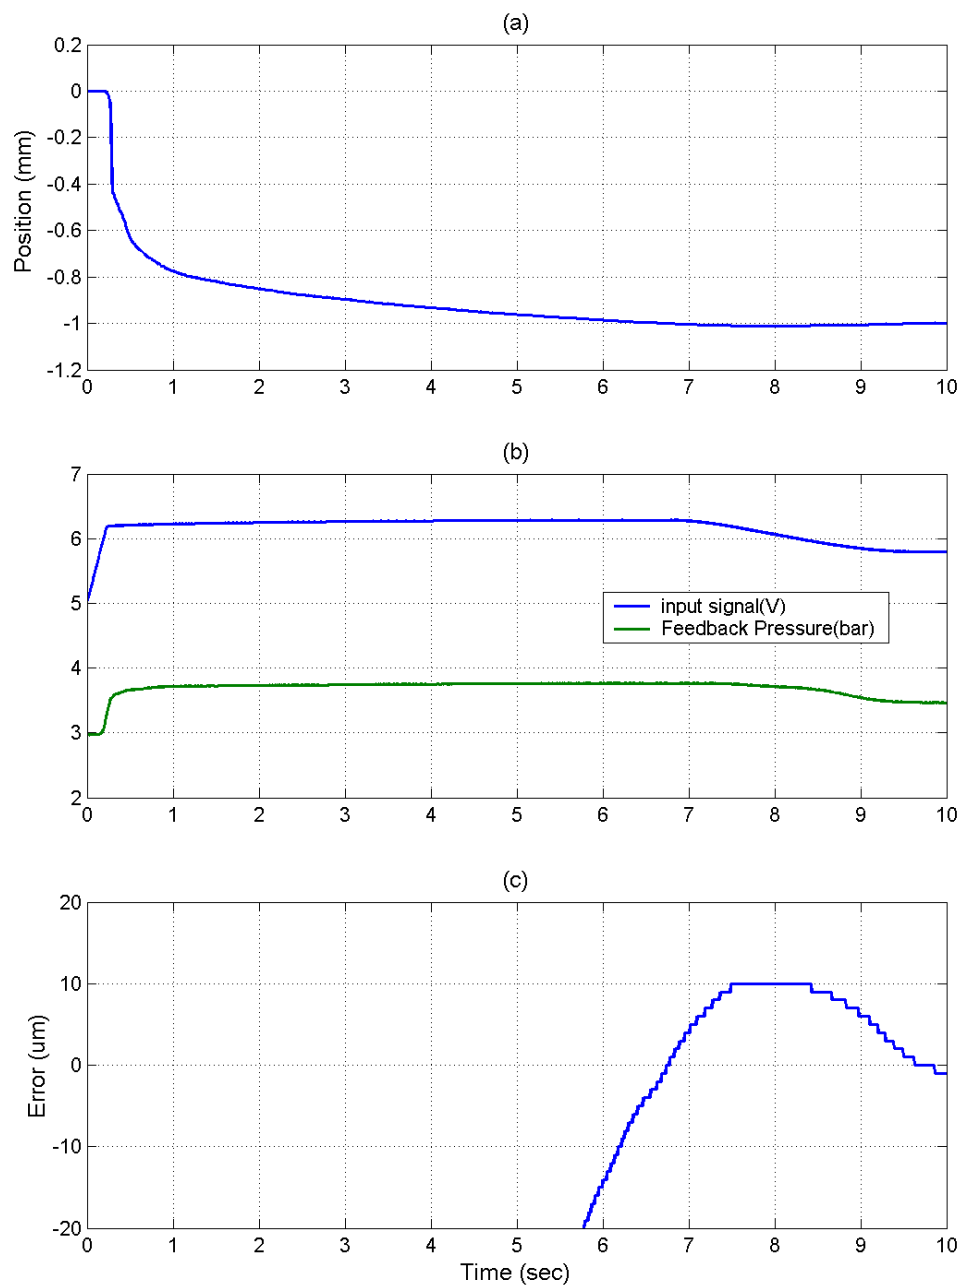 (a)
Position (mm)
0.2
0
-0.2
-0.4
-0.6
-0.8
-1
-1.2
0 1 2 3 4 5 6 7 8 9 10
(b)
7
6
5
4
3
2
input signal(V)
Feedback Pressure(bar)
0 1 2 3 4 5 6 7 8 9 10
(c)
Error (um)
20
10
0
-10
-20
0 1 2 3 4 5 6 7 8 9 10
Time (sec)